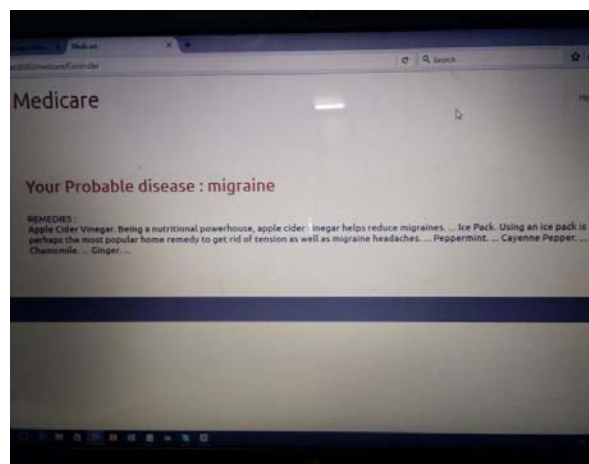 Medicare
Search
Medicare
Your Probable disease : migraine
REMEDIES :
Apple Cider Vinegar. Being a nutritional powerhouse, apple cider vinegar helps reduce migraines. ... Ice Pack. Using an ice pack is
perhaps the most popular home remedy to get rid of tension as well as migraine headaches. ... Peppermint. ... Cayenne Pepper. ...
Chamomile. ... Ginger. ...